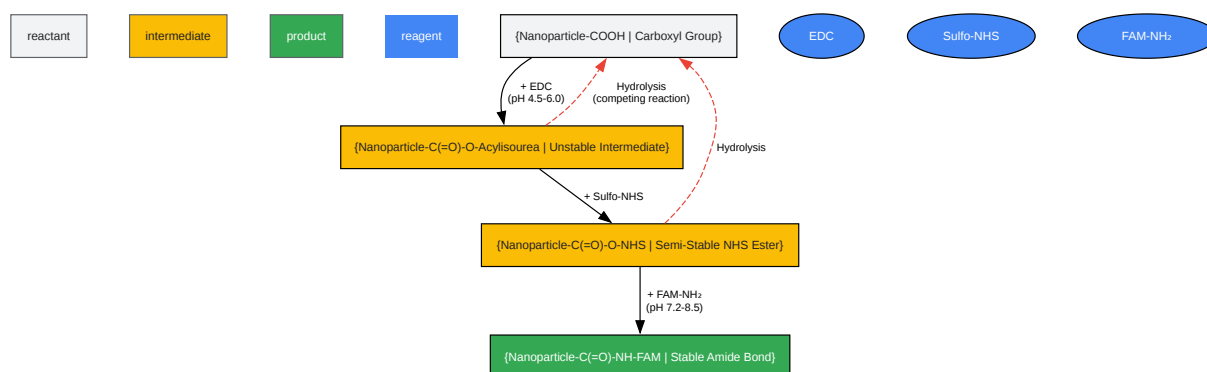 reactant
intermediate
product
reagent
{Nanoparticle-COOH | Carboxyl Group}
EDC
Sulfo-NHS
FAM-NH₂
+ EDC
(pH 4.5-6.0)
Hydrolysis
(competing reaction)
{Nanoparticle-C(=O)-O-Acylisourea | Unstable Intermediate}
Hydrolysis
+ Sulfo-NHS
{Nanoparticle-C(=O)-O-NHS | Semi-Stable NHS Ester}
+ FAM-NH₂
(pH 7.2-8.5)
{Nanoparticle-C(=O)-NH-FAM | Stable Amide Bond}